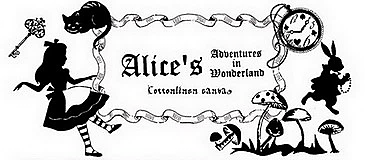 Alice's
Adventures
in
Wonderland
Cottonlinen canvas